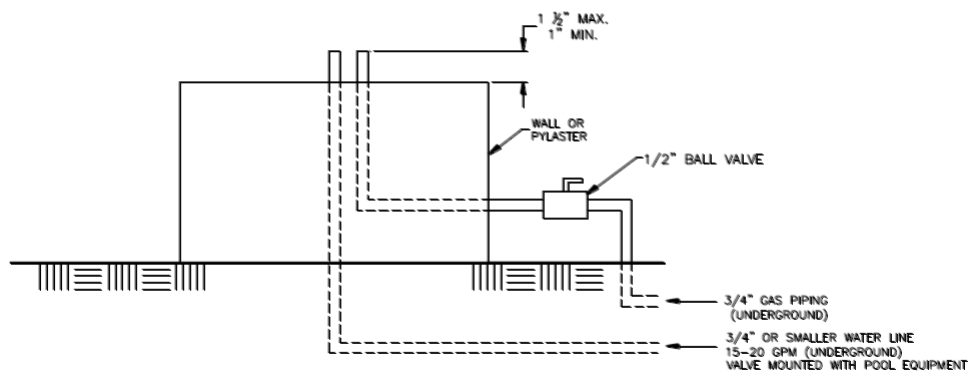 1 ½" MAX.
1" MIN.
WALL OR
PYLASTER
1/2" BALL VALVE
3/4" GAS PIPING
(UNDERGROUND)
3/4" OR SMALLER WATER LINE
15-20 GPM (UNDERGROUND)
VALVE MOUNTED WITH POOL EQUIPMENT